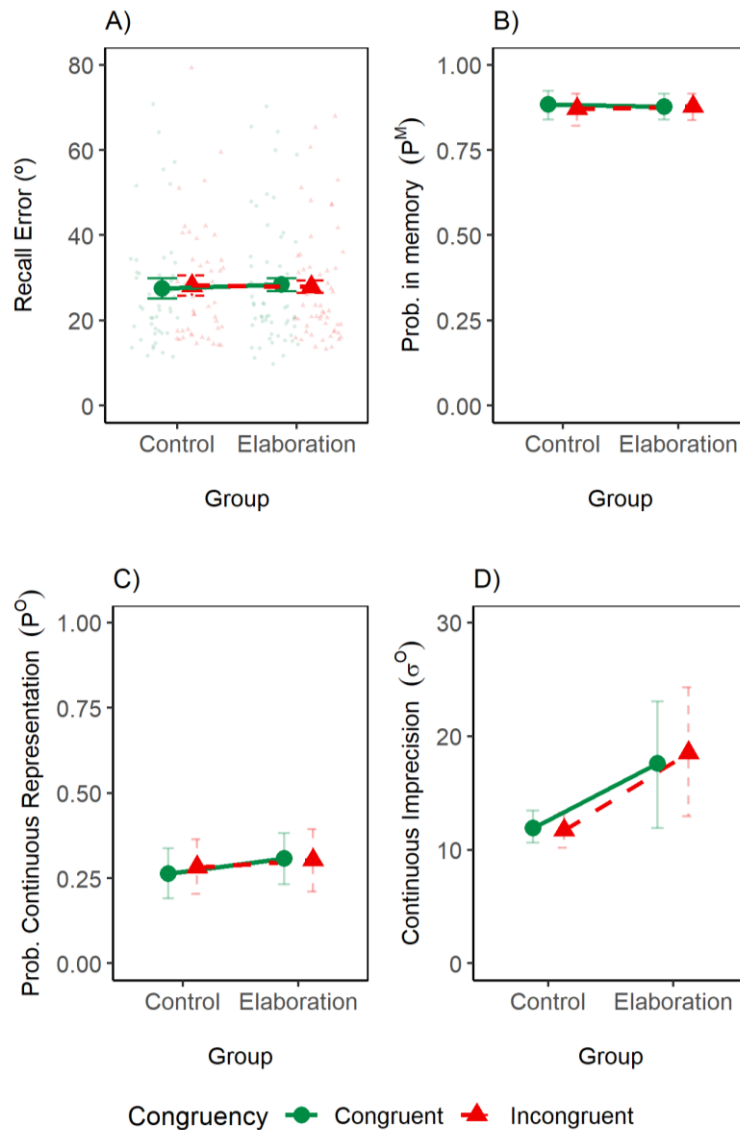 A)
Recall Error (º)
80
60
40
20
0
Control Elaboration
Group
B)
Prob. in memory (P^M)
1.00
0.75
0.50
0.25
0.00
Control Elaboration
Group
C)
Prob. Continuous Representation (P^O)
1.00
0.75
0.50
0.25
0.00
Control Elaboration
Group
D)
Continuous Imprecision (σ^O)
30
20
10
0
Control Elaboration
Group
Congruency Congruent Incongruent